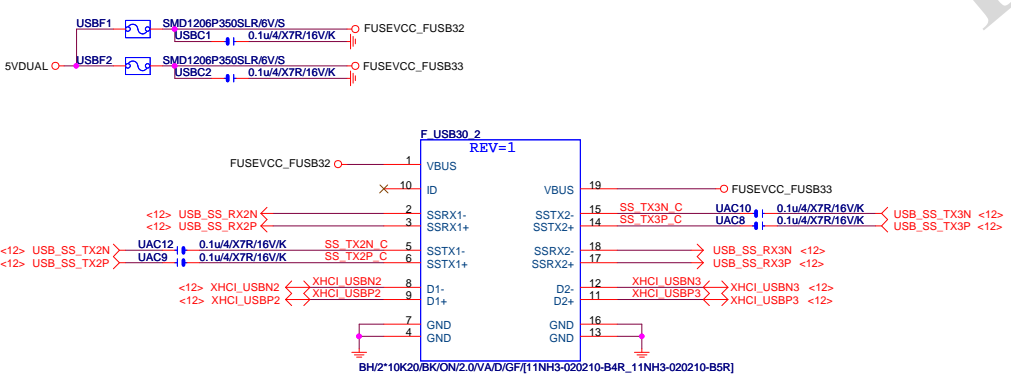 USBF1 SMD1206P350SLR/6V/S
FUSEVCC_FUSB32
USBC1 0.1u/4/X7R/16V/K
5VDUAL USBF2 SMD1206P350SLR/6V/S
FUSEVCC_FUSB33
USBC2 0.1u/4/X7R/16V/K
F_USB30_2
REV=1
FUSEVCC_FUSB32 1 VBUS
10 ID VBUS 19 FUSEVCC_FUSB33
<12> USB_SS_RX2N 2 SSRX1- SSTX2- 15 SS_TX3N_C UAC10 0.1u/4/X7R/16V/K USB_SS_TX3N <12>
<12> USB_SS_RX2P 3 SSRX1+ SSTX2+ 14 SS_TX3P_C UAC8 0.1u/4/X7R/16V/K USB_SS_TX3P <12>
<12> USB_SS_TX2N UAC12 0.1u/4/X7R/16V/K SS_TX2N_C 5 SSTX1- SSRX2- 18 USB_SS_RX3N <12>
<12> USB_SS_TX2P UAC9 0.1u/4/X7R/16V/K SS_TX2P_C 6 SSTX1+ SSRX2+ 17 USB_SS_RX3P <12>
<12> XHCI_USBN2 XHCI_USBN2 8 D1- D2- 12 XHCI_USBN3 XHCI_USBN3 <12>
<12> XHCI_USBP2 XHCI_USBP2 9 D1+ D2+ 11 XHCI_USBP3 XHCI_USBP3 <12>
7 GND GND 16
4 GND GND 13
BH/2*10K20/BK/ON/2.0/VA/D/GF/[11NH3-020210-B4R_11NH3-020210-B5R]